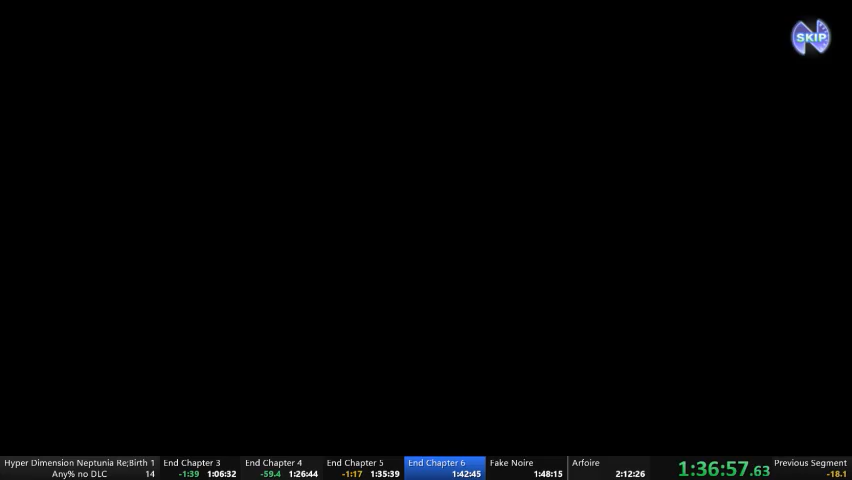 SKIP
Hyper Dimension Neptunia Re;Birth 1
Any% no DLC 14
End Chapter 3
-1:39 1:06:32
End Chapter 4
-59.4 1:26:44
End Chapter 5
-1:17 1:35:39
End Chapter 6
1:42:45
Fake Noire
1:48:15
Arfoire
2:12:26
1:36:57.63
Previous Segment
-18.1